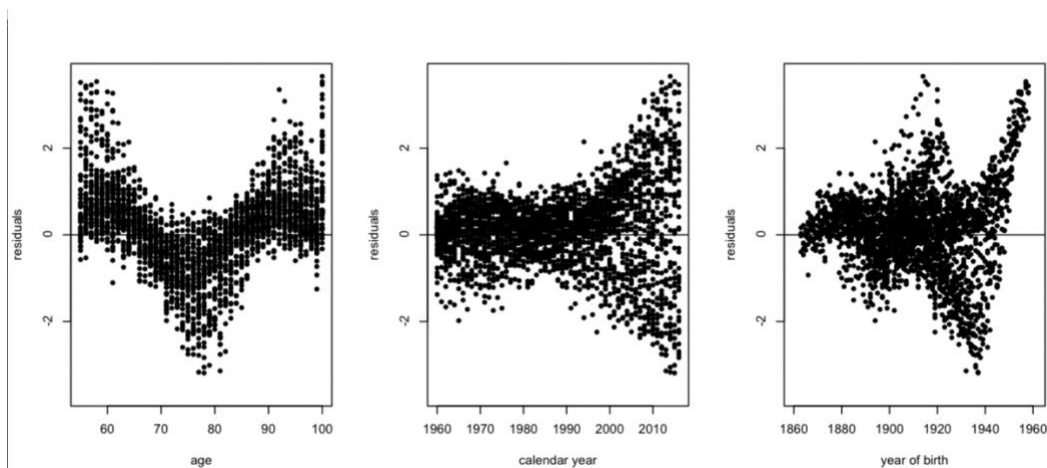 residuals
2
0
-2
60 70 80 90 100
age
residuals
2
0
-2
1960 1970 1980 1990 2000 2010
calendar year
residuals
2
0
-2
1860 1880 1900 1920 1940 1960
year of birth